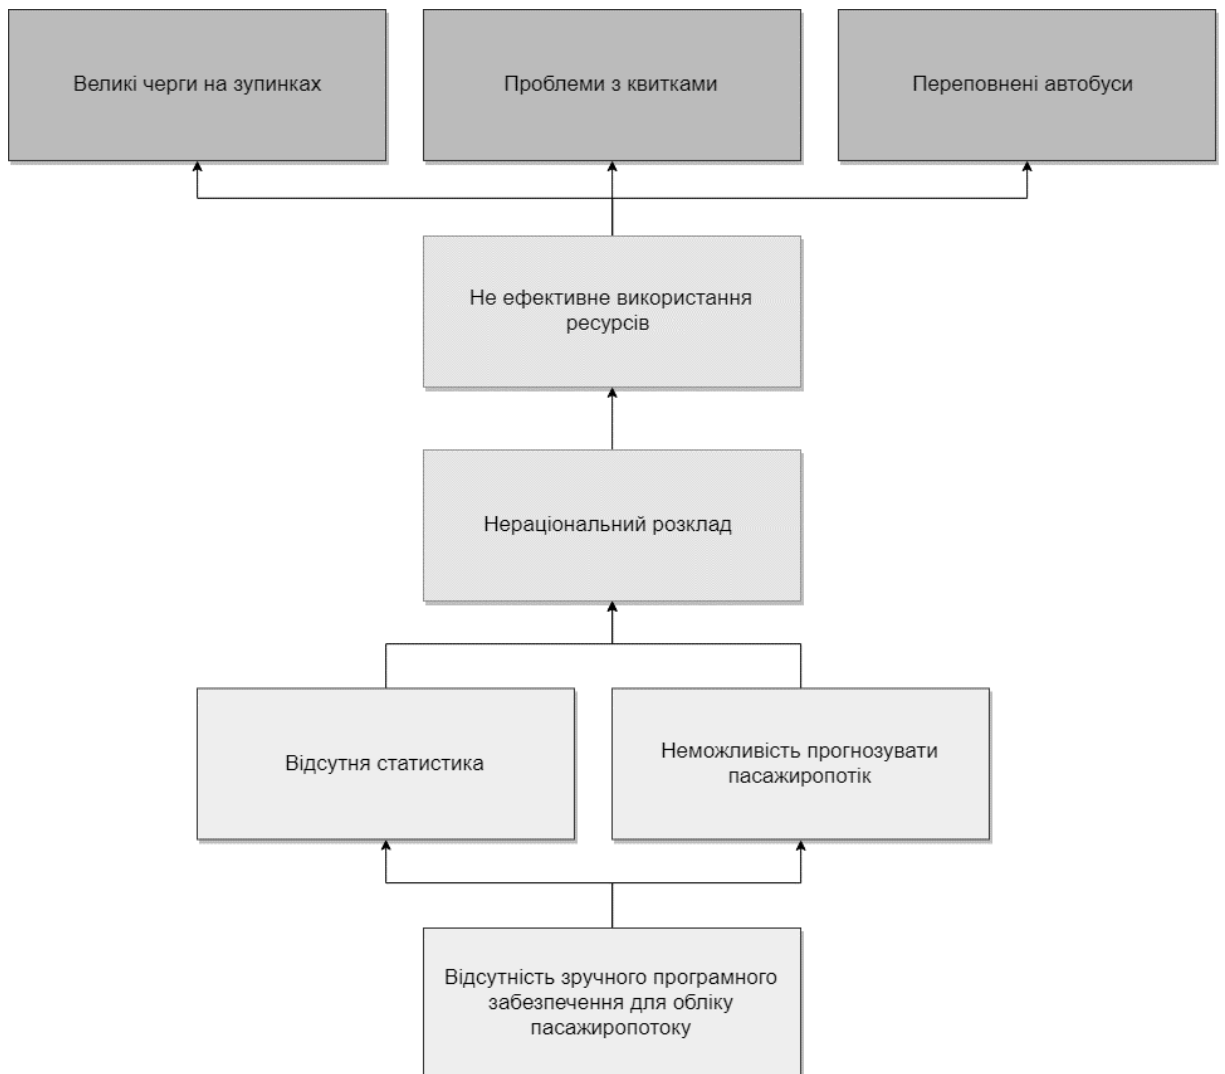 Великі черги на зупинках
Проблеми з квитками
Переповнені автобуси
Не ефективне використання
ресурсів
Нераціональний розклад
Відсутня статистика
Неможливість прогнозувати
пасажиропотік
Відсутність зручного програмного
забезпечення для обліку
пасажиропотоку